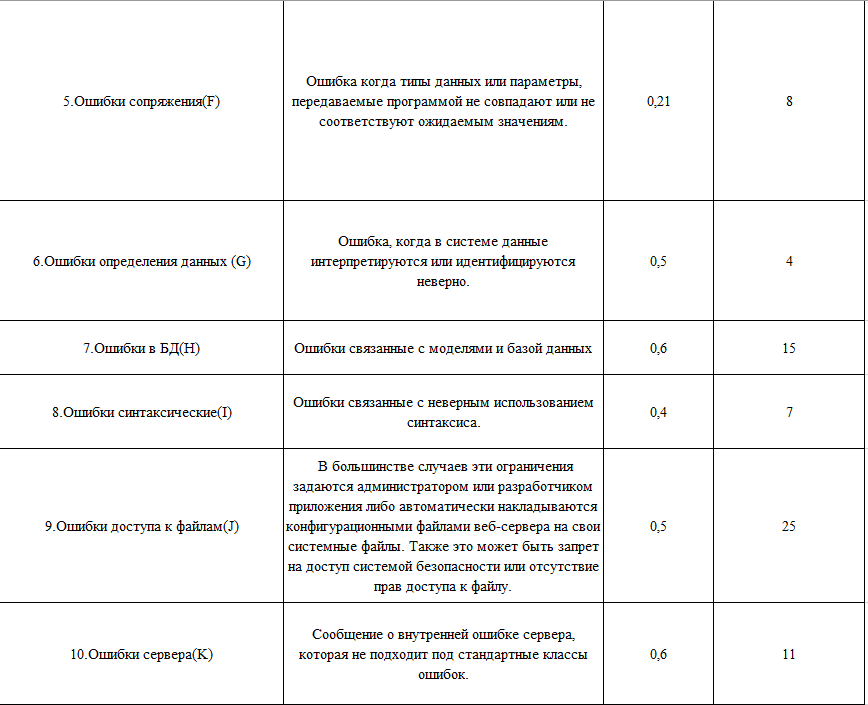 5.Ошибки сопряжения(F)
Ошибка когда типы данных или параметры,
передаваемые программой не совпадают или не
соответствуют ожидаемым значениям.
0,21
8
6.Ошибки определения данных (G)
Ошибка, когда в системе данные
интерпретируются или идентифицируются
неверно.
0,5
4
7.Ошибки в БД(H)
Ошибки связанные с моделями и базой данных
0,6
15
8.Ошибки синтаксические(I)
Ошибки связанные с неверным использованием
синтаксиса.
0,4
7
9.Ошибки доступа к файлам(J)
В большинстве случаев эти ограничения
задаются администратором или разработчиком
приложения либо автоматически накладываются
конфигурационными файлами веб-сервера на свои
системные файлы. Также это может быть запрет
на доступ системой безопасности или отсутствие
прав доступа к файлу.
0,5
25
10.Ошибки сервера(K)
Сообщение о внутренней ошибке сервера,
которая не подходит под стандартные классы
ошибок.
0,6
11